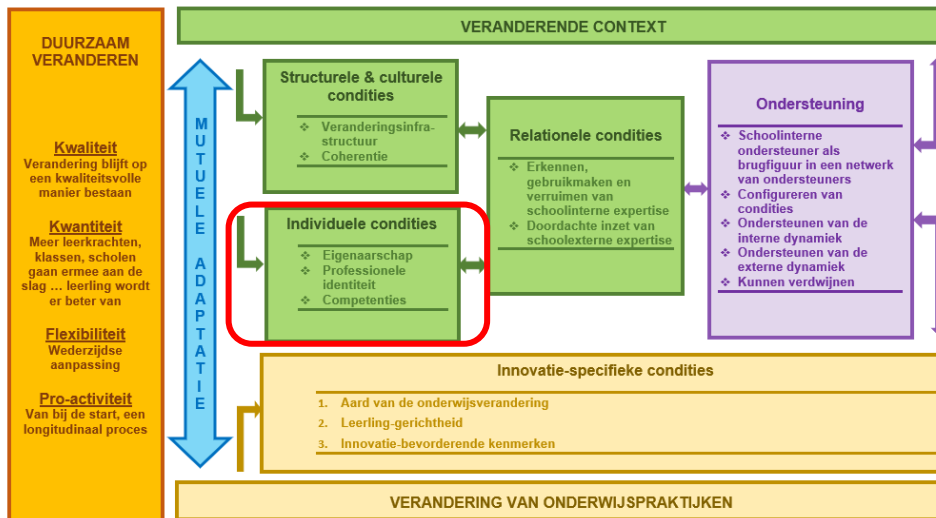 DUURZAAM
VERANDEREN
Kwaliteit
Verandering blijft op
een kwaliteitsvolle
manier bestaan
Kwantiteit
Meer leerkrachten,
klassen, scholen
gaan ermee aan de
slag … leerling wordt
er beter van
Flexibiliteit
Wederzijdse
aanpassing
Pro-activiteit
Van bij de start, een
longitudinaal proces
MUTUELE ADAPTATIE
VERANDERENDE CONTEXT
Structurele & culturele
condities
❖ Veranderingsinfra-
structuur
❖ Coherentie
Individuele condities
❖ Eigenaarschap
❖ Professionele
identiteit
❖ Competenties
Relationele condities
❖ Erkennen,
gebruikmaken en
verruimen van
schoolinterne expertise
❖ Doordachte inzet van
schoolexterne expertise
Ondersteuning
❖ Schoolinterne
ondersteuner als
brugfiguur in een netwerk
van ondersteuners
❖ Configureren van
condities
❖ Ondersteunen van de
interne dynamiek
❖ Ondersteunen van de
externe dynamiek
❖ Kunnen verdwijnen
Innovatie-specifieke condities
1. Aard van de onderwijsverandering
2. Leerling-gerichtheid
3. Innovatie-bevorderende kenmerken
VERANDERING VAN ONDERWIJSPRAKTIJKEN